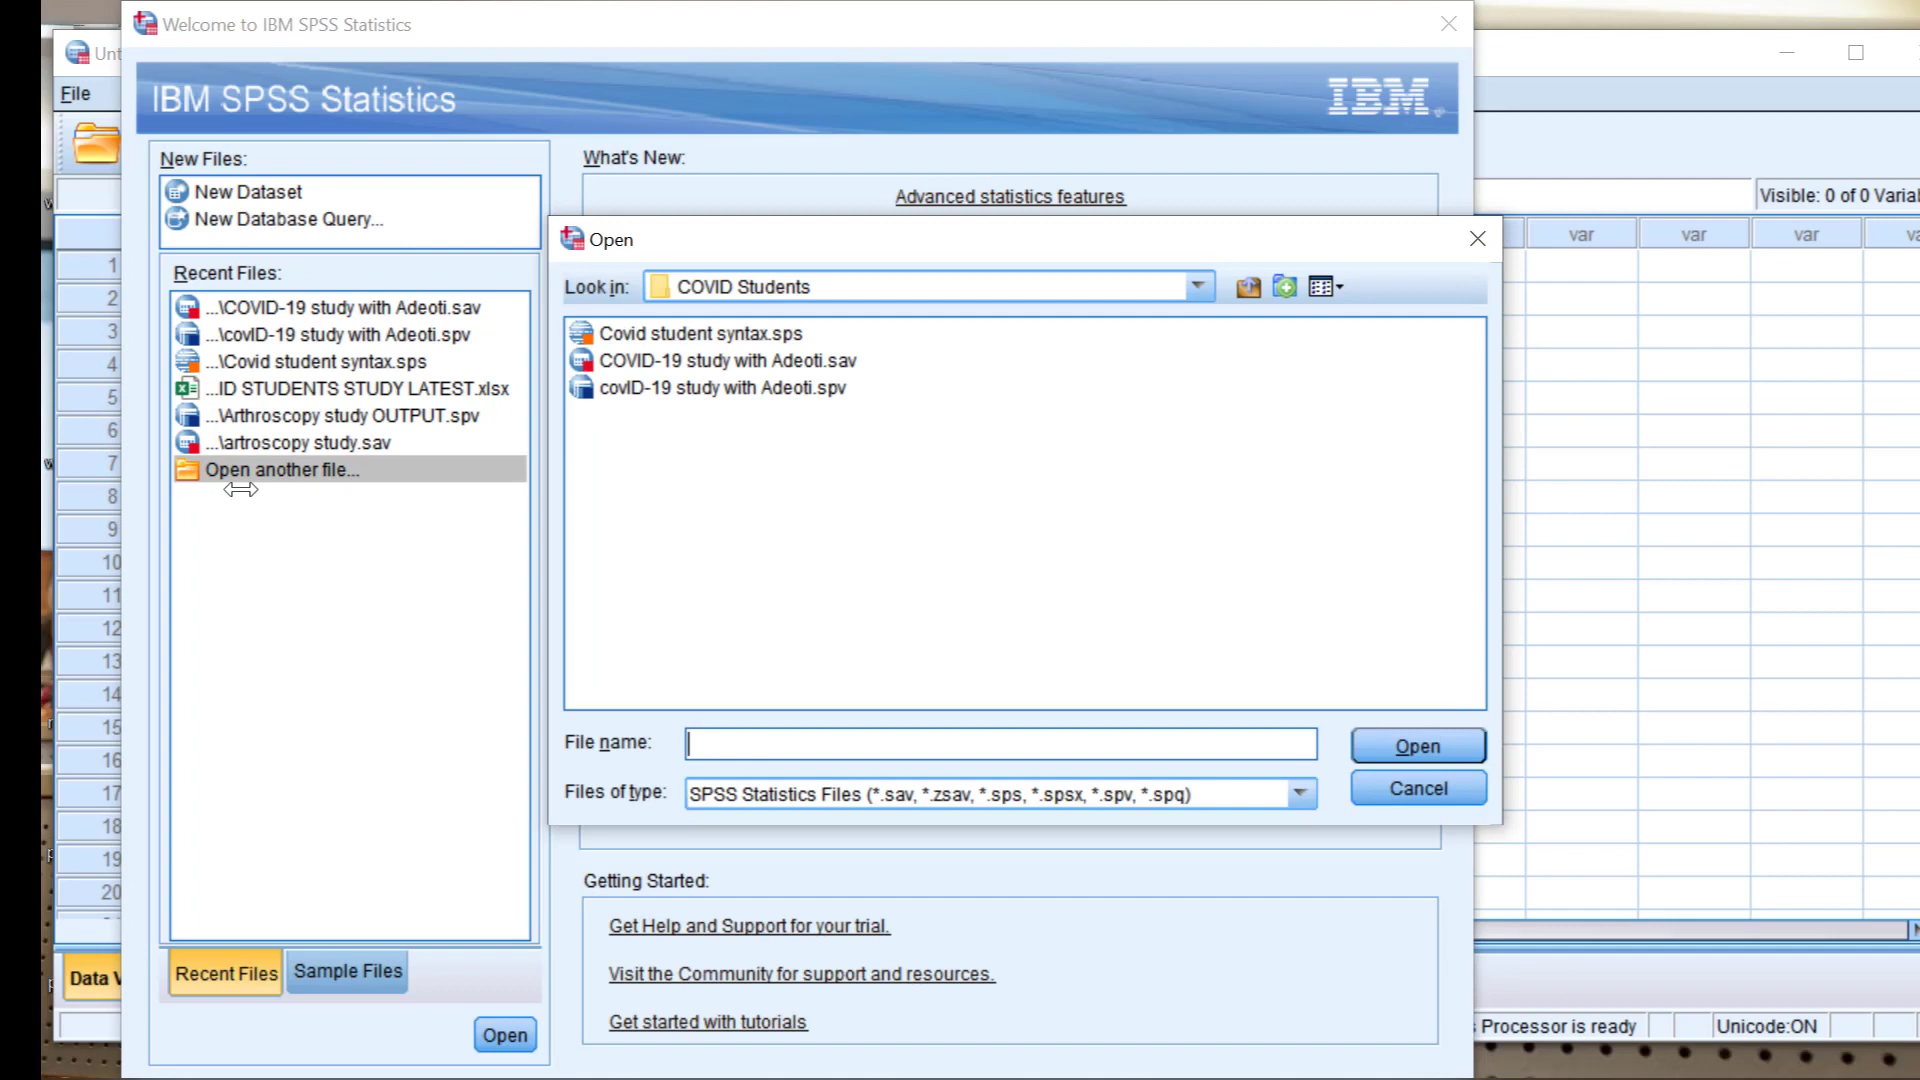 Welcome to IBM SPSS Statistics
Unt
File
IBM SPSS Statistics
IBM
New Files:
New Dataset
New Database Query...
What's New:
Advanced statistics features
Visible: 0 of 0 Varia
Recent Files:
...\COVID-19 study with Adeoti.sav
...\covID-19 study with Adeoti.spv
...\Covid student syntax.sps
...ID STUDENTS STUDY LATEST.xlsx
...\Arthroscopy study OUTPUT.spv
...\artroscopy study.sav
Open another file...
Open
Look in: COVID Students
Covid student syntax.sps
COVID-19 study with Adeoti.sav
covID-19 study with Adeoti.spv
File name:
Open
Files of type: SPSS Statistics Files (*.sav, *.zsav, *.sps, *.spsx, *.spv, *.spq)
Cancel
var var var va
1
2
3
4
5
6
7
8
9
10
11
12
13
14
15
16
17
18
19
20
Getting Started:
Get Help and Support for your trial.
Visit the Community for support and resources.
Get started with tutorials
Data V
Recent Files Sample Files
Open
Processor is ready Unicode:ON